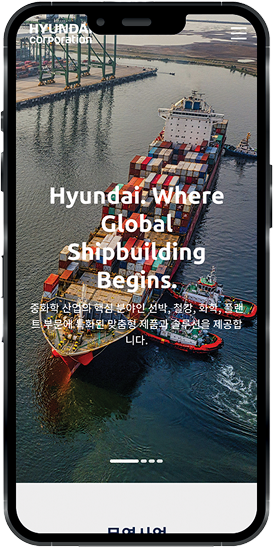 HYUNDAI
corporation
Hyundai: Where
Global
Shipbuilding
Begins.
중화학 산업의 핵심 분야인 선박, 철강, 화학, 플랜
트 부문에 특화된 맞춤형 제품과 솔루션을 제공합
니다.
무역사업